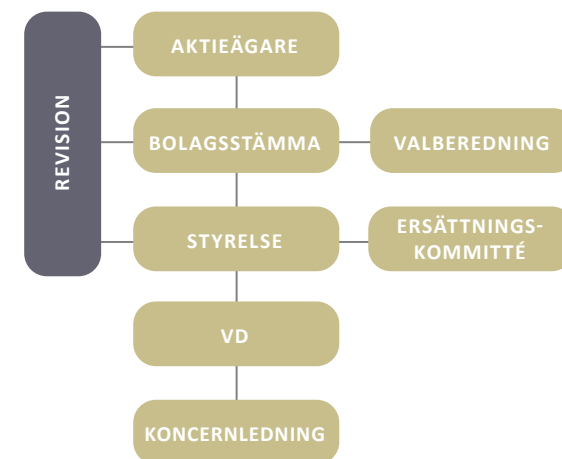 REVISION
AKTIEÄGARE
BOLAGSSTÄMMA
VALBEREDNING
STYRELSE
ERSÄTTNINGS-
KOMMITTÉ
VD
KONCERNLEDNING